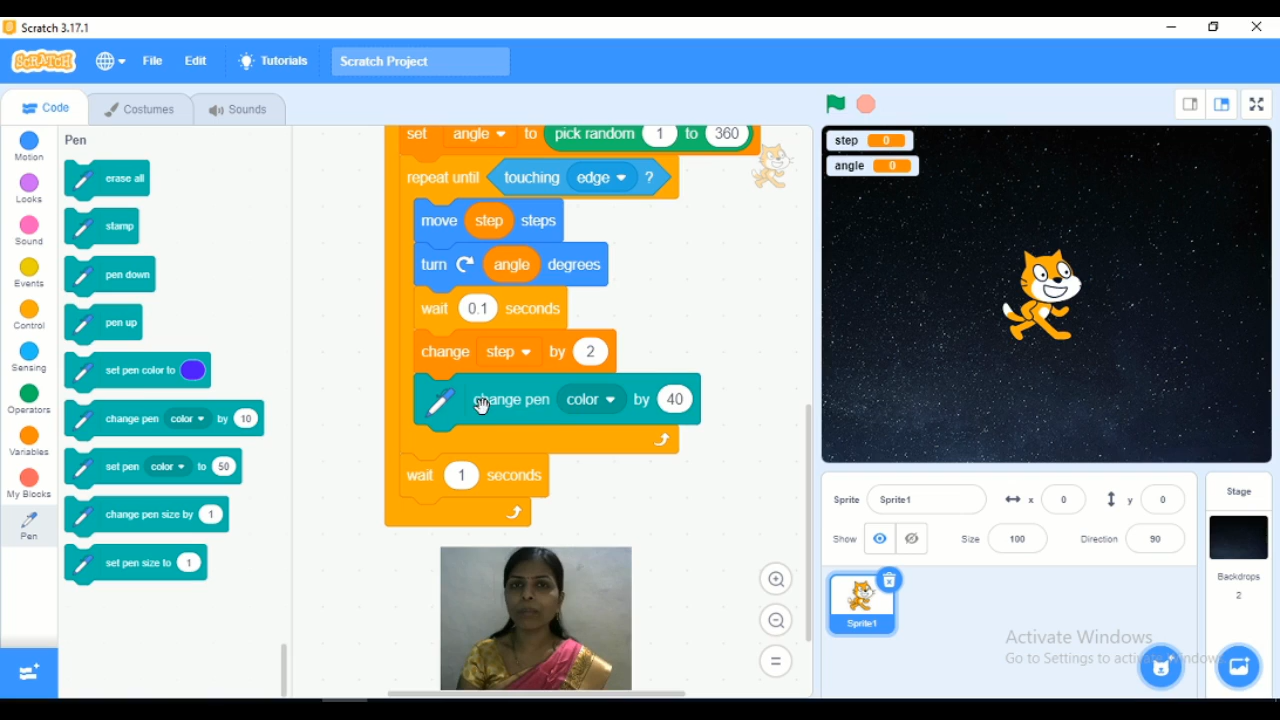 Scratch 3.17.1
SCRATCH File Edit Tutorials Scratch Project
Code Costumes Sounds
Motion
Looks
Sound
Events
Control
Sensing
Operators
Variables
My Blocks
Pen
Pen
erase all
stamp
pen down
pen up
set pen color to
change pen color by 10
set pen color to 50
change pen size by 1
set pen size to 1
set angle to pick random 1 to 360
repeat until touching edge ?
move step steps
turn angle degrees
wait 0.1 seconds
change step by 2
change pen color by 40
wait 1 seconds
step 0
angle 0
Sprite Sprite1 x 0 y 0
Show Size 100 Direction 90
Sprite1
Stage
Backdrops
2
Activate Windows
Go to Settings to activate Windows